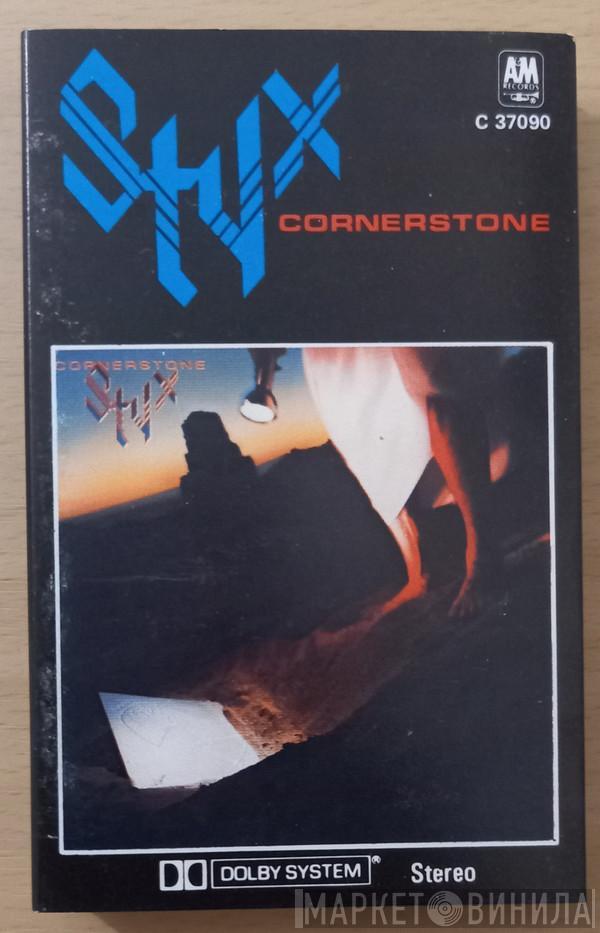 Styx
A&M
RECORDS
®
C 37090
CORNERSTONE
CORNERSTONE
Styx
DOLBY SYSTEM® Stereo
МАРКЕТ ВИНИЛА